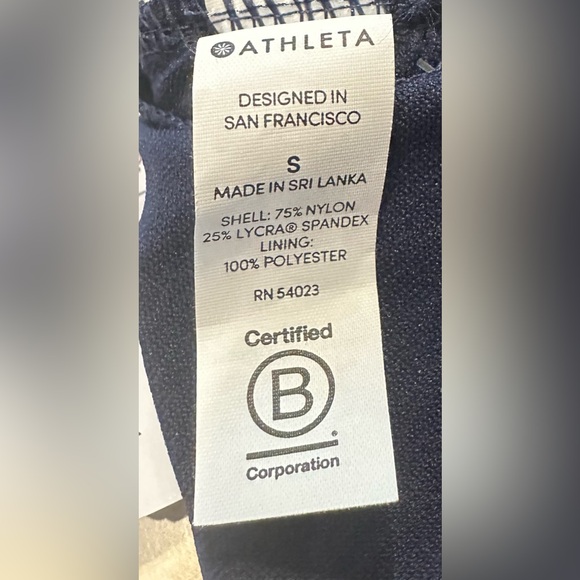 ATHLETA
DESIGNED IN
SAN FRANCISCO
S
MADE IN SRI LANKA
SHELL: 75% NYLON
25% LYCRA® SPANDEX
LINING:
100% POLYESTER
RN 54023
Certified
B
®
Corporation